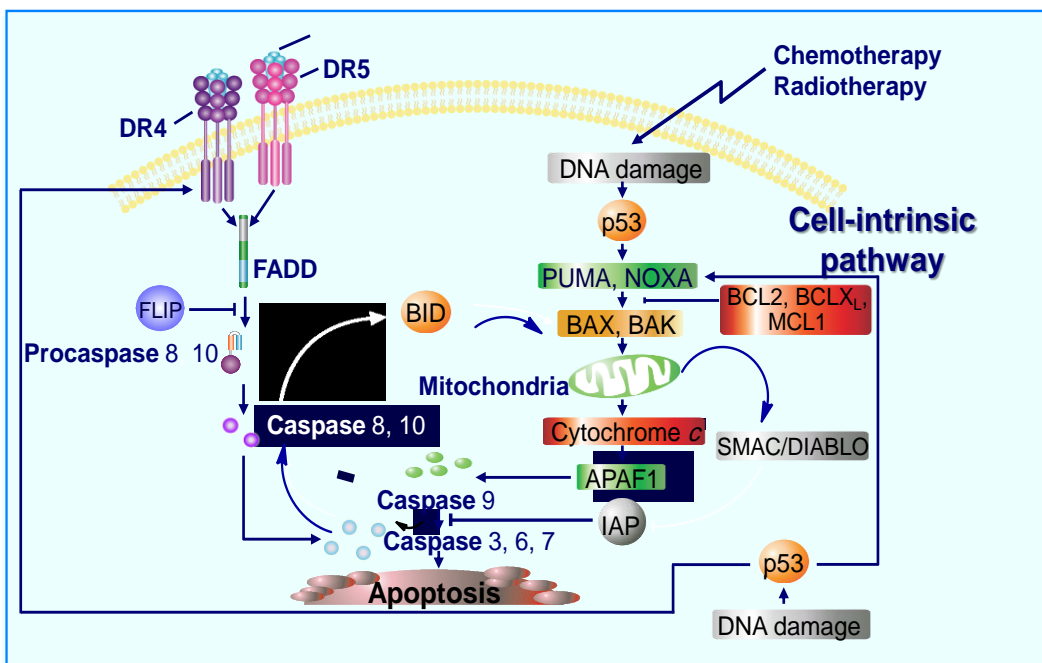 DR5
DR4
Chemotherapy
Radiotherapy
DNA damage
p53
Cell-intrinsic
pathway
FADD
PUMA, NOXA
BCL2, BCLXL,
MCL1
FLIP
BID
BAX, BAK
Procaspase 8 10
Mitochondria
Caspase 8, 10
Cytochrome c
SMAC/DIABLO
APAF1
Caspase 9
IAP
Caspase 3, 6, 7
Apoptosis
p53
DNA damage